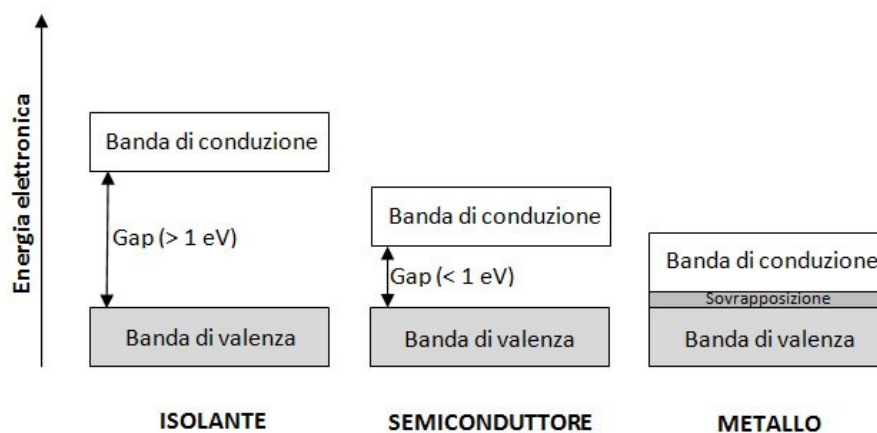 Energia elettronica
Banda di conduzione
Gap (> 1 eV)
Banda di valenza
ISOLANTE
Banda di conduzione
Gap (< 1 eV)
Banda di valenza
SEMICONDUTTORE
Banda di conduzione
Sovrapposizione
Banda di valenza
METALLO